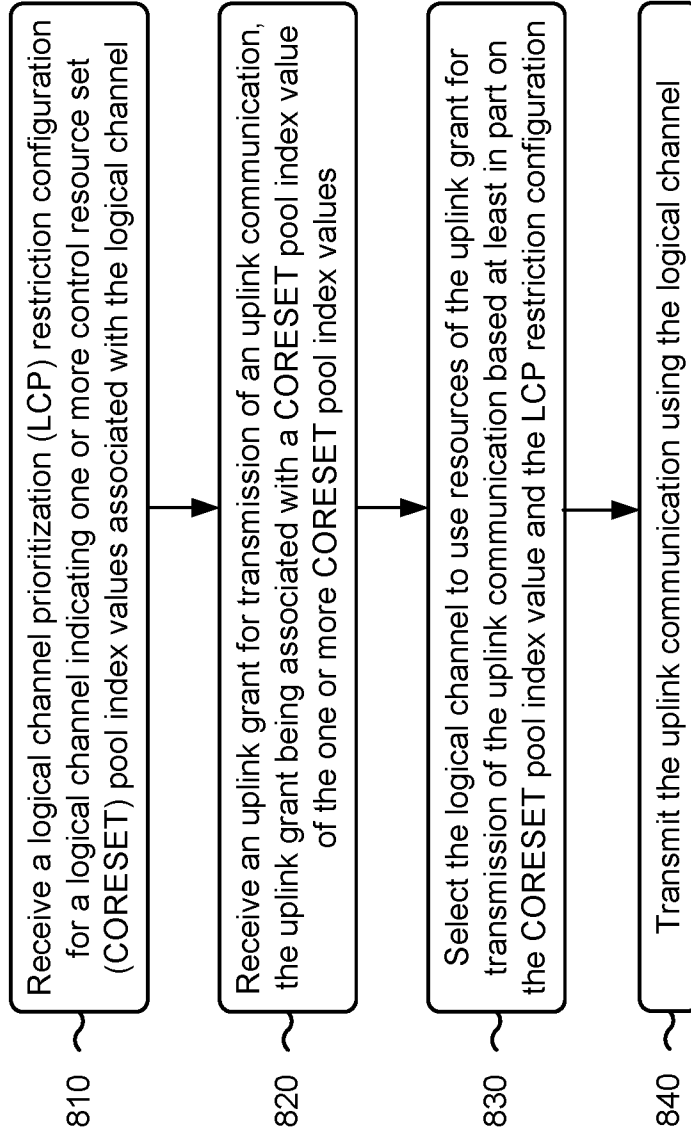 810
Receive a logical channel prioritization (LCP) restriction configuration
for a logical channel indicating one or more control resource set
(CORESET) pool index values associated with the logical channel
820
Receive an uplink grant for transmission of an uplink communication,
the uplink grant being associated with a CORESET pool index value
of the one or more CORESET pool index values
830
Select the logical channel to use resources of the uplink grant for
transmission of the uplink communication based at least in part on
the CORESET pool index value and the LCP restriction configuration
840
Transmit the uplink communication using the logical channel